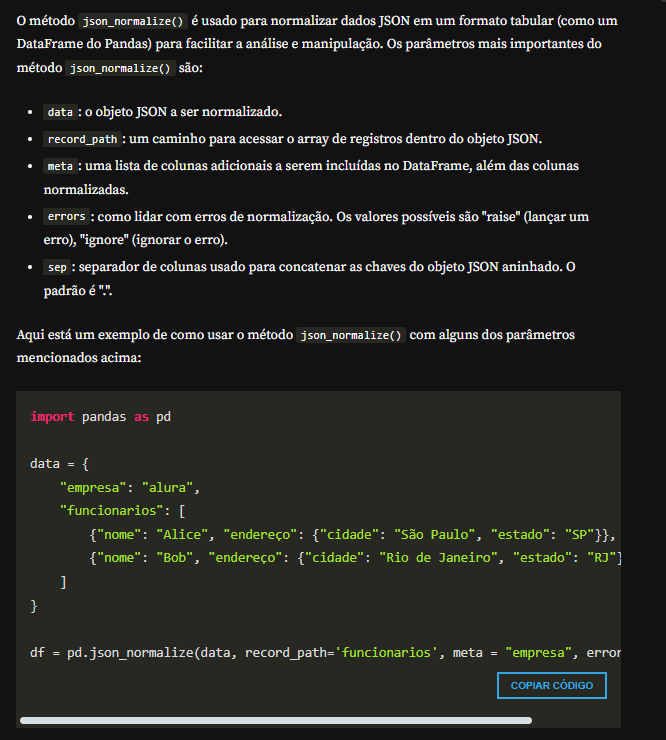 O método json_normalize() é usado para normalizar dados JSON em um formato tabular (como um
DataFrame do Pandas) para facilitar a análise e manipulação. Os parâmetros mais importantes do
método json_normalize() são:
• data : o objeto JSON a ser normalizado.
• record_path : um caminho para acessar o array de registros dentro do objeto JSON.
• meta : uma lista de colunas adicionais a serem incluídas no DataFrame, além das colunas
normalizadas.
• errors : como lidar com erros de normalização. Os valores possíveis são "raise" (lançar um
erro), "ignore" (ignorar o erro).
• sep : separador de colunas usado para concatenar as chaves do objeto JSON aninhado. O
padrão é ".".
Aqui está um exemplo de como usar o método json_normalize() com alguns dos parâmetros
mencionados acima:
import pandas as pd
data = {
    "empresa": "alura",
    "funcionarios": [
        {"nome": "Alice", "endereço": {"cidade": "São Paulo", "estado": "SP"}},
        {"nome": "Bob", "endereço": {"cidade": "Rio de Janeiro", "estado": "RJ"}
    ]
}
df = pd.json_normalize(data, record_path='funcionarios', meta = "empresa", error
COPIAR CÓDIGO